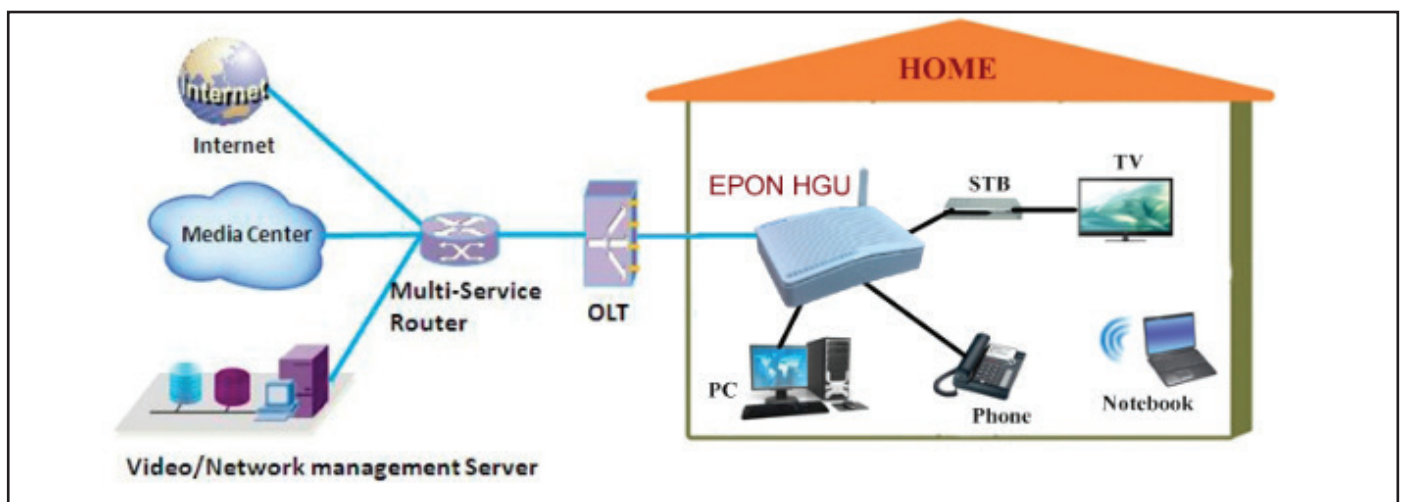 Internet
Internet
Media Center
Multi-Service
Router
OLT
Video/Network management Server
HOME
EPON HGU
STB
TV
PC
Phone
Notebook